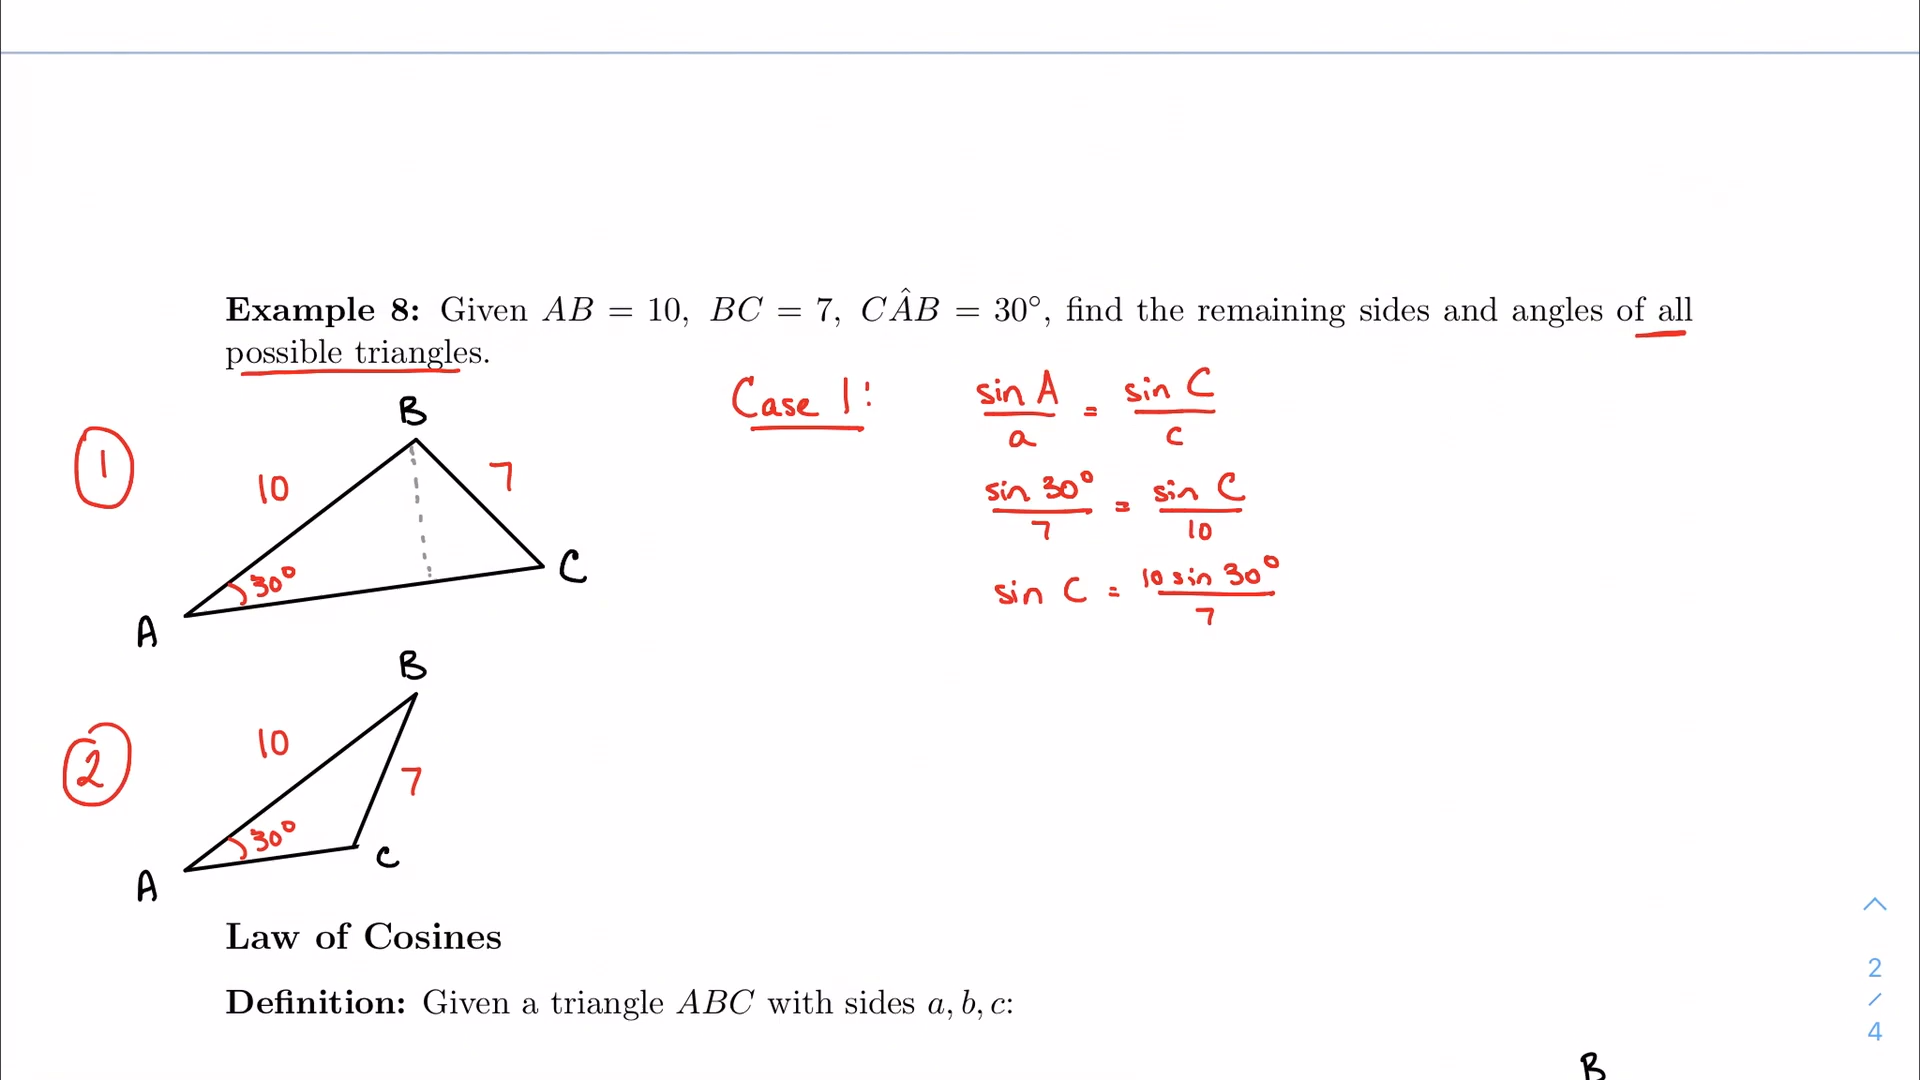 Example 8: Given AB = 10, BC = 7, CÂB = 30°, find the remaining sides and angles of all
possible triangles.
1
B
10
7
30°
A
C
Case 1:
sin A / a = sin C / c
sin 30° / 7 = sin C / 10
sin C = 10 sin 30° / 7
2
B
10
7
30°
A
C
Law of Cosines
Definition: Given a triangle ABC with sides a, b, c:
2
/
4
B